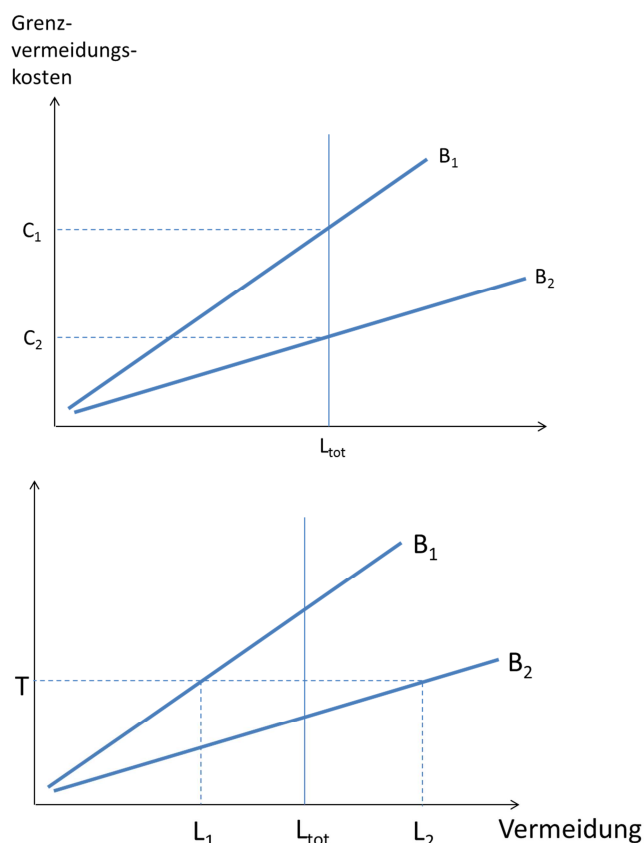 Grenz-
vermeidungs-
kosten
B₁
C₁
B₂
C₂
Lₜₒₜ
B₁
T
B₂
L₁ Lₜₒₜ L₂ Vermeidung